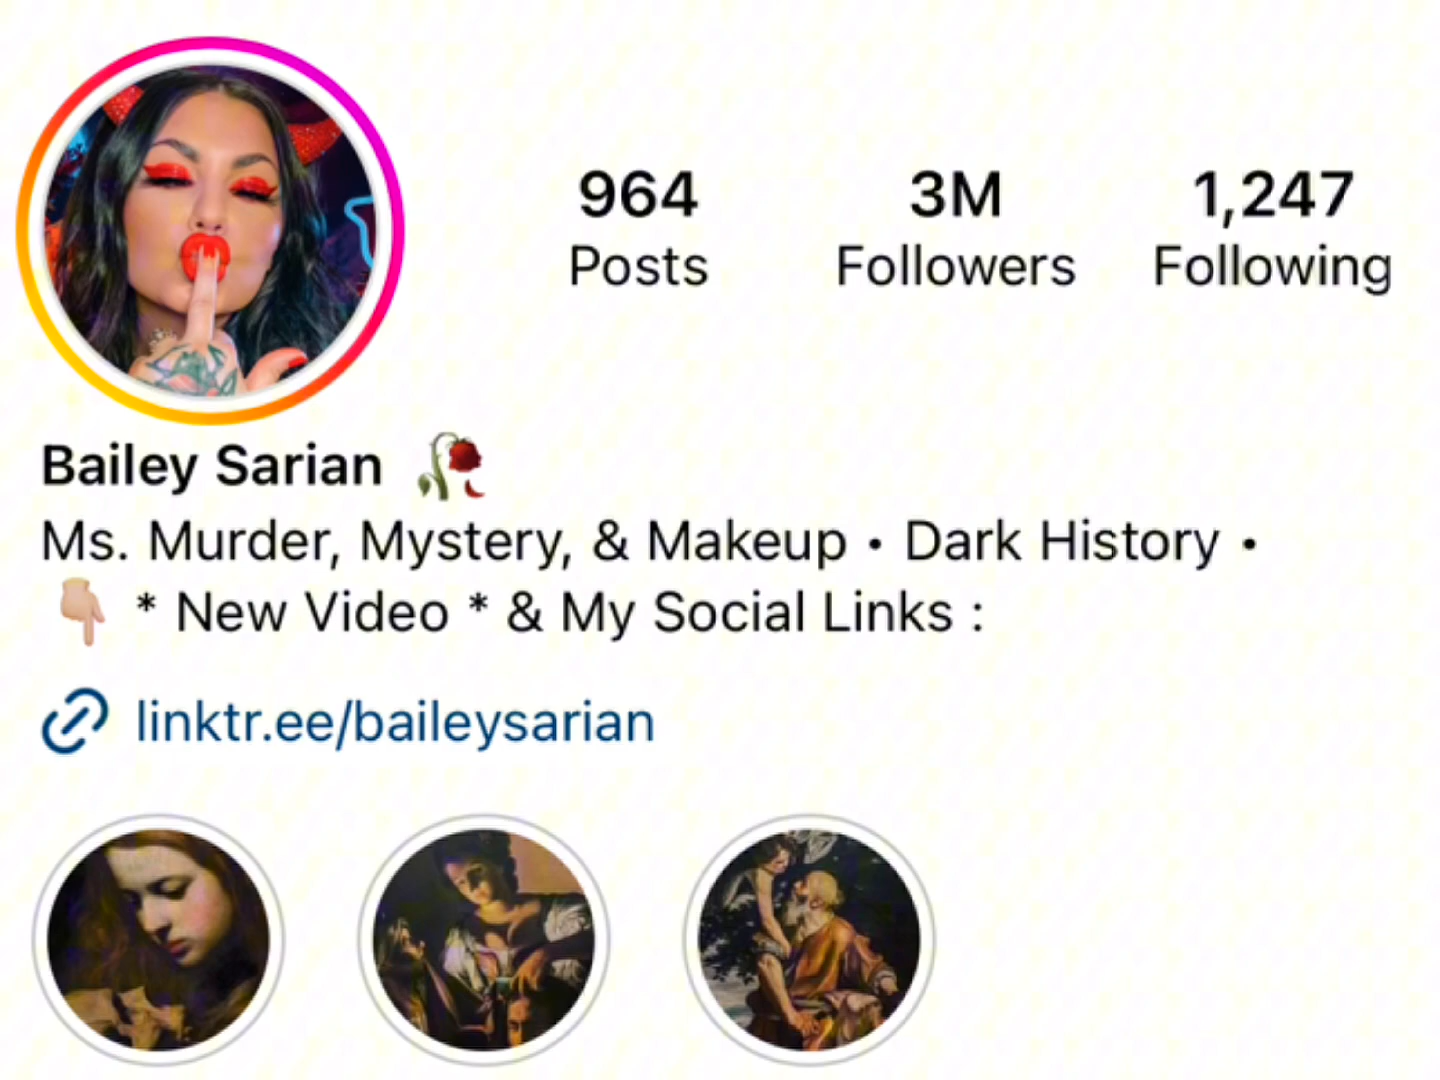 964 3M 1,247
Posts Followers Following
Bailey Sarian 🥀
Ms. Murder, Mystery, & Makeup • Dark History •
👇🏼 * New Video * & My Social Links :
linktr.ee/baileysarian